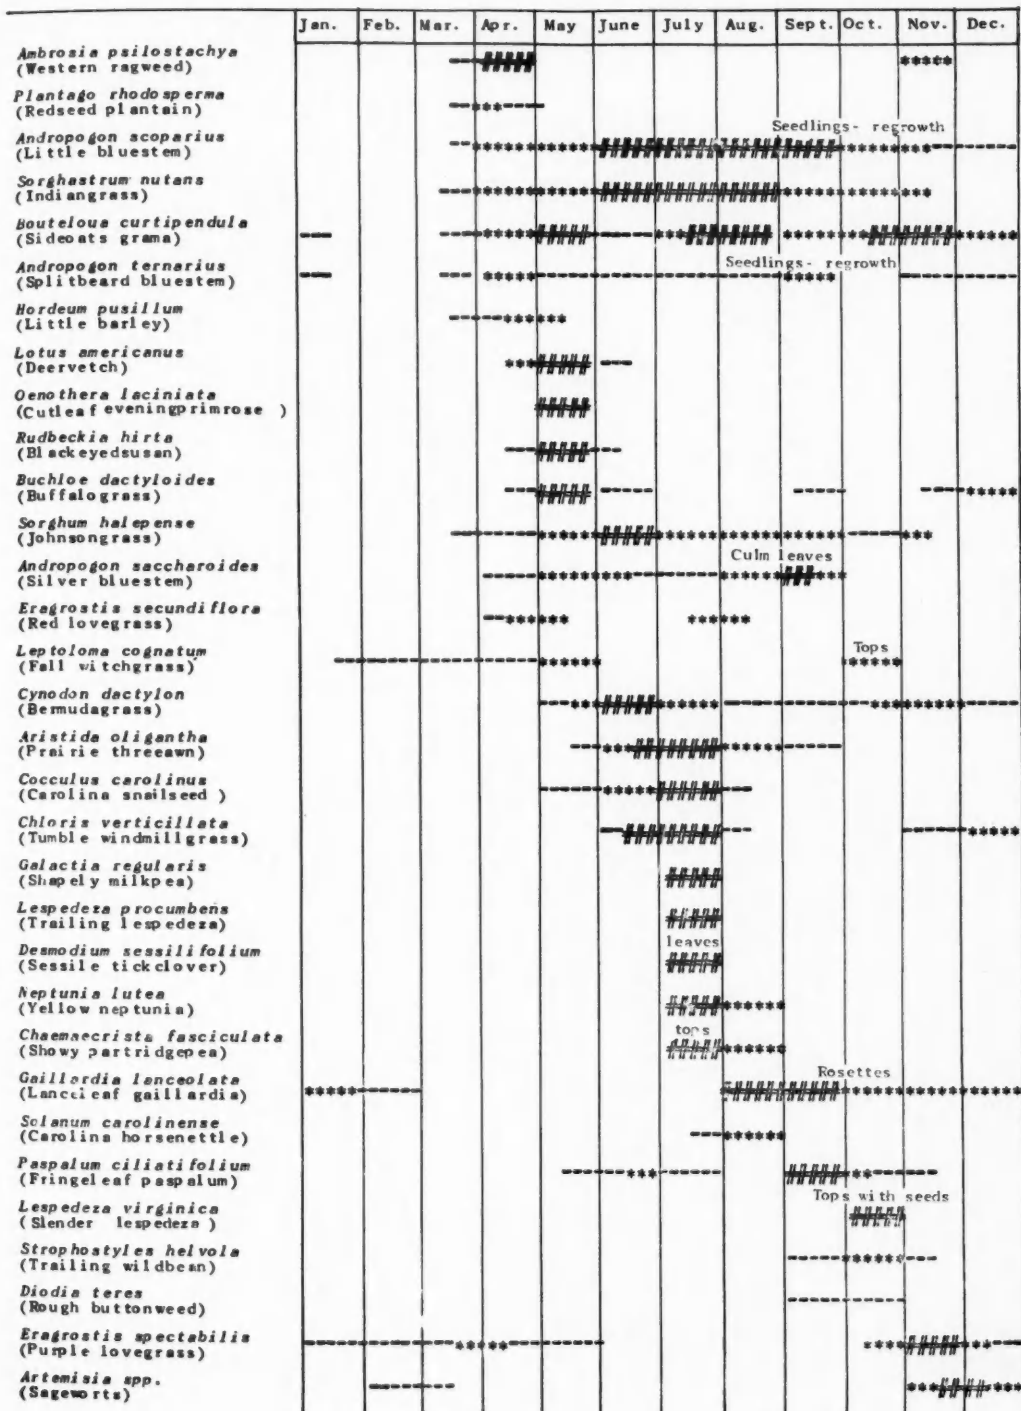 Jan. Feb. Mar. Apr. May June July Aug. Sept. Oct. Nov. Dec.
Ambrosia psilostachya
(Western ragweed)
Plantago rhodosperma
(Redseed plantain)
Andropogon scoparius
(Little bluestem)
Seedlings - regrowth
Sorghastrum nutans
(Indiangrass)
Bouteloua curtipendula
(Sideoats grama)
Andropogon ternarius
(Splitbeard bluestem)
Seedlings - regrowth
Hordeum pusillum
(Little barley)
Lotus americanus
(Deervetch)
Oenothera laciniata
(Cutleaf eveningprimrose )
Rudbeckia hirta
(Blackeyedsusan)
Buchloe dactyloides
(Buffalograss)
Sorghum halepense
(Johnsongrass)
Andropogon saccharoides
(Silver bluestem)
Culm leaves
Eragrostis secundiflora
(Red lovegrass)
Leptoloma cognatum
(Fall witchgrass)
Tops
Cynodon dactylon
(Bermudagrass)
Aristida oligantha
(Prairie threeawn)
Cocculus carolinus
(Carolina snailseed )
Chloris verticillata
(Tumble windmillgrass)
Galactia regularis
(Shapely milkpea)
Lespedeza procumbens
(Trailing lespedeza)
Desmodium sessilifolium
(Sessile tickclover)
leaves
Neptunia lutea
(Yellow neptunia)
Chaemaecrista fasciculata
(Showy partridgepea)
tops
Gaillardia lanceolata
(Lanceleaf gaillardia)
Rosettes
Solanum carolinense
(Carolina horsenettle)
Paspalum ciliatifolium
(Fringeleaf paspalum)
Lespedeza virginica
(Slender lespedeza )
Tops with seeds
Strophostyles helvola
(Trailing wildbean)
Diodia teres
(Rough buttonweed)
Eragrostis spectabilis
(Purple lovegrass)
Artemisia spp.
(Sageworts)